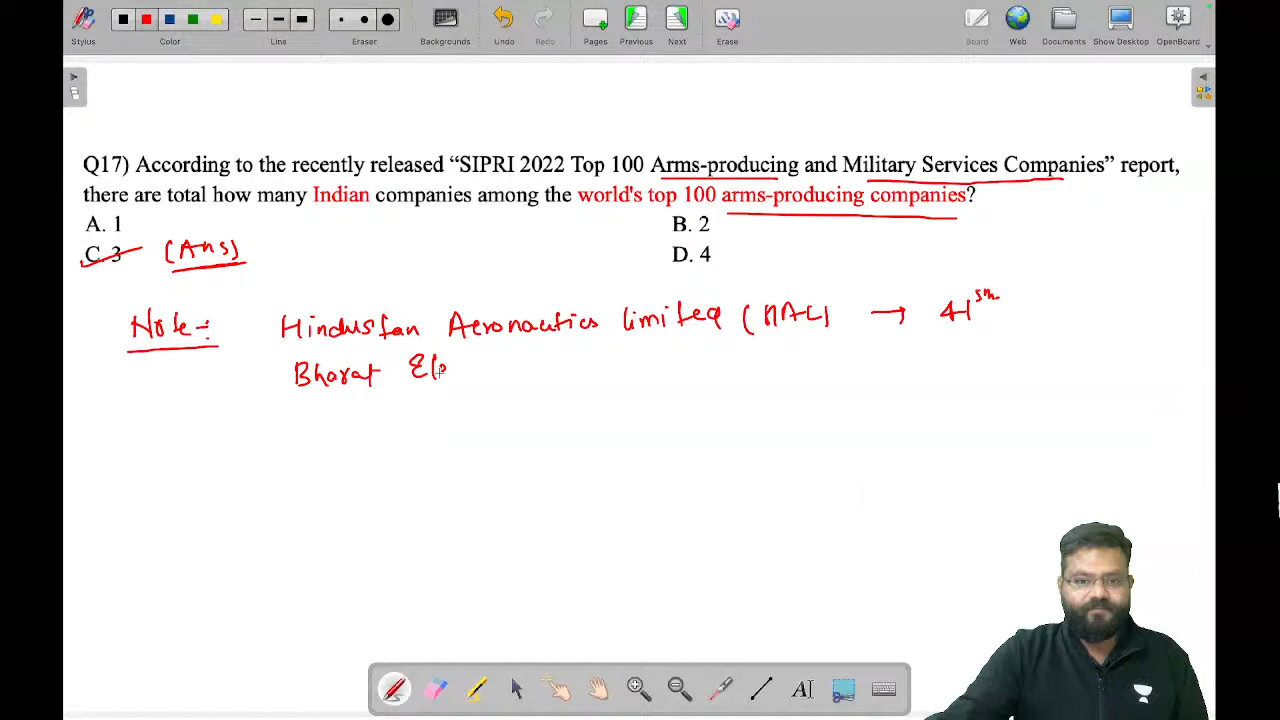 Stylus Color Line Eraser Backgrounds Undo Redo Pages Previous Next Erase Board Web Documents Show Desktop OpenBoard
Q17) According to the recently released “SIPRI 2022 Top 100 Arms-producing and Military Services Companies” report,
there are total how many Indian companies among the world's top 100 arms-producing companies?
A. 1 B. 2
C. 3 (Ans) D. 4
Note:- Hindustan Aeronautics limited (HAL) → 41
Bharat Ele
AI